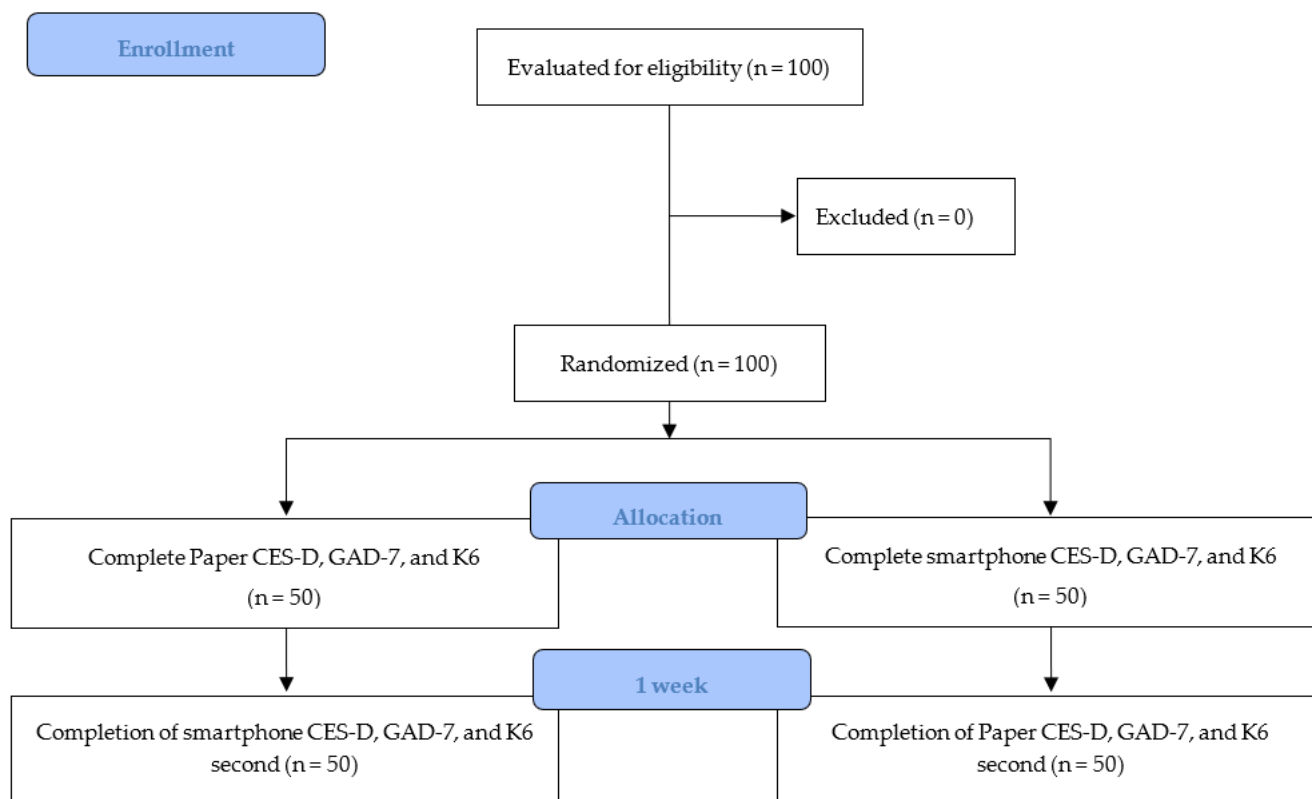 Enrollment
Evaluated for eligibility (n = 100)
Excluded (n = 0)
Randomized (n = 100)
Allocation
Complete Paper CES-D, GAD-7, and K6
(n = 50)
Complete smartphone CES-D, GAD-7, and K6
(n = 50)
1 week
Completion of smartphone CES-D, GAD-7, and K6
second (n = 50)
Completion of Paper CES-D, GAD-7, and K6
second (n = 50)